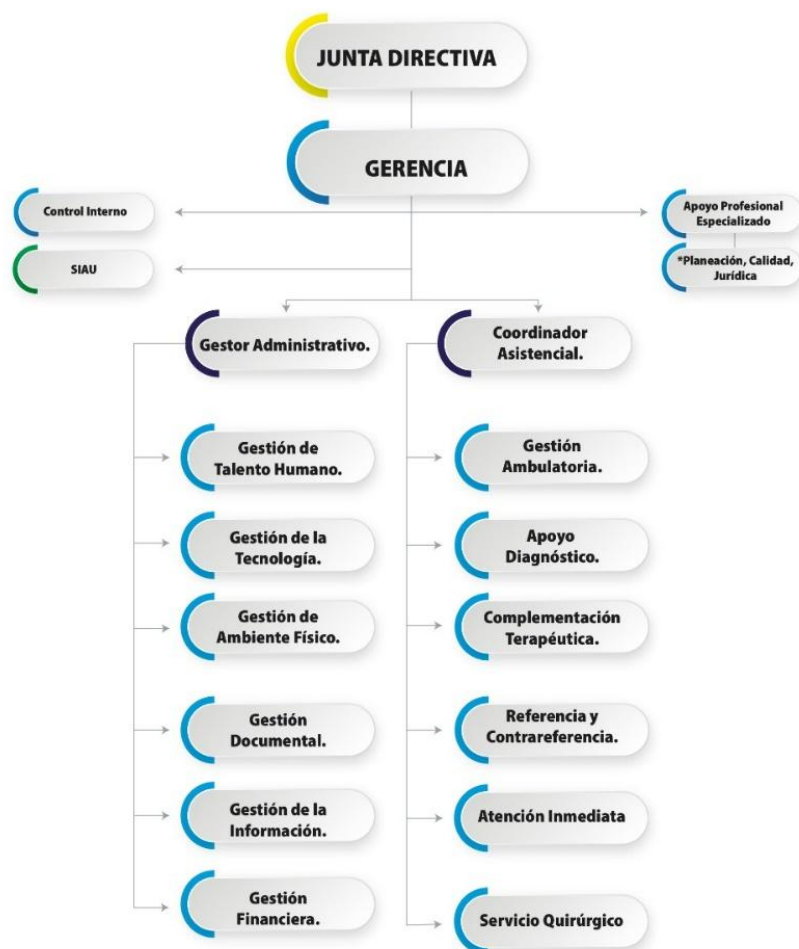 JUNTA DIRECTIVA
GERENCIA
Control Interno
Apoyo Profesional
Especializado
SIAU
*Planeación, Calidad,
Jurídica
Gestor Administrativo.
Coordinador
Asistencial.
Gestión de
Talento Humano.
Gestión de la
Tecnología.
Gestión de
Ambiente Físico.
Gestión
Documental.
Gestión de la
Información.
Gestión
Financiera.
Gestión
Ambulatoria.
Apoyo
Diagnóstico.
Complementación
Terapéutica.
Referencia y
Contrareferencia.
Atención Inmediata
Servicio Quirúrgico